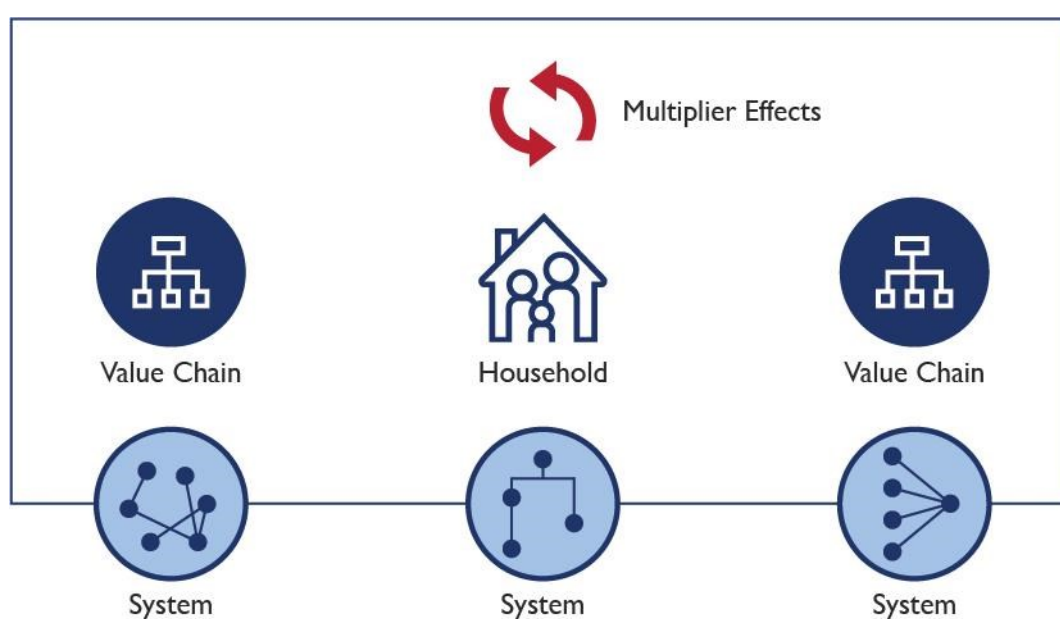 Multiplier Effects
Value Chain
Household
Value Chain
System
System
System